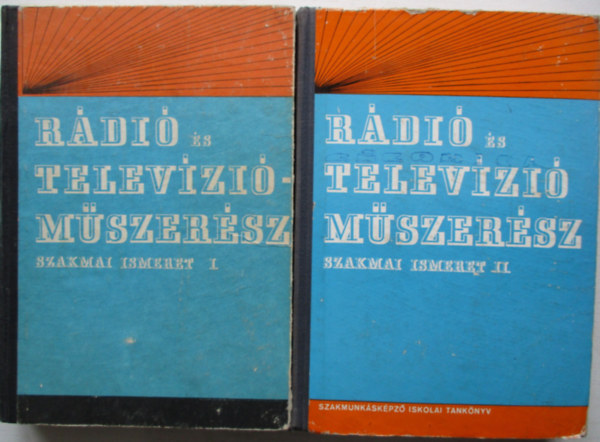 RÁDIÓ ÉS
TELEVÍZIÓ-
MŰSZERÉSZ
SZAKMAI ISMERET I.
RÁDIÓ ÉS
TELEVÍZIÓ
MŰSZERÉSZ
SZAKMAI ISMERET II.
SZAKMUNKÁSKÉPZŐ ISKOLAI TANKÖNYV